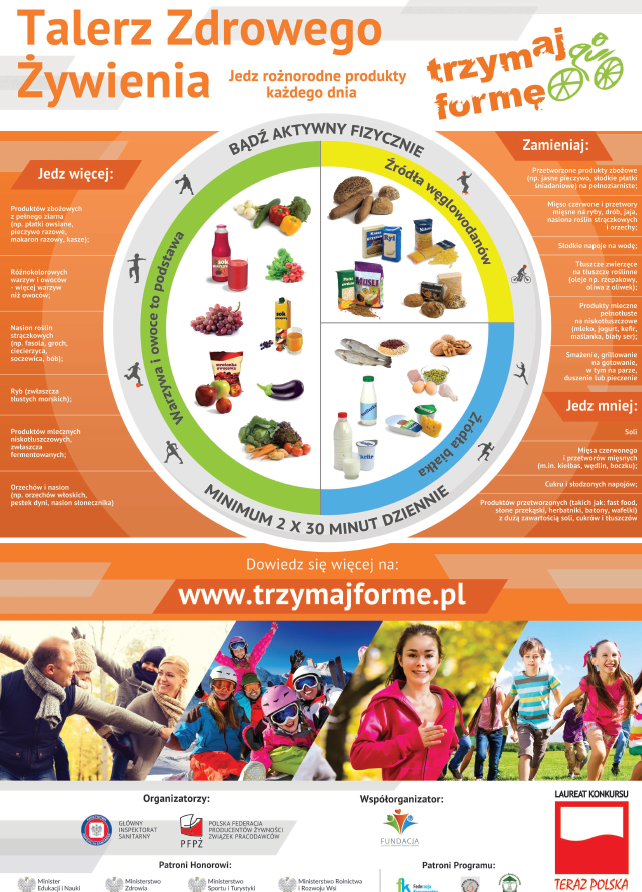 Talerz Zdrowego
Żywienia
Jedz rożnorodne produkty
każdego dnia
trzymaj
formę
BĄDŹ AKTYWNY FIZYCZNIE
Jedz więcej:
Produktów zbożowych
z pełnego ziarna
(np. płatki owsiane,
pieczywo razowe,
makaron razowy, kasze);
Różnokolorowych
warzyw i owoców
- więcej warzyw
niż owoców;
Nasion roślin
strączkowych
(np. fasola, groch,
ciecierzyca,
soczewica, bób);
Ryb (zwłaszcza
tłustych morskich);
Produktów mlecznych
niskotłuszczowych,
zwłaszcza
fermentowanych;
Orzechów i nasion
(np. orzechów włoskich,
pestek dyni, nasion słonecznika)
Warzywa i owoce to podstawa
Źródła węglowodanów
Źródła białka
MUSLI
MINIMUM 2 X 30 MINUT DZIENNIE
Zamieniaj:
Przetworzone produkty zbożowe
(np. jasne pieczywo, słodkie płatki
śniadaniowe) na pełnoziarniste;
Mięso czerwone i przetwory
mięsne na ryby, drób, jaja,
nasiona roślin strączkowych
i orzechy;
Słodkie napoje na wodę;
Tłuszcze zwierzęce
na tłuszcze roślinne
(oleje np. rzepakowy,
oliwa z oliwek);
Produkty mleczne
pełnotłuste
na niskotłuszczowe
(mleko, jogurt, kefir,
maślanka, biały ser);
Smażenie, grillowanie
na gotowanie,
w tym na parze,
duszenie lub pieczenie
Jedz mniej:
Soli
Mięsa czerwonego
i przetworów mięsnych
(m.in. kiełbas, wędlin, boczku);
Cukru i słodzonych napojów;
Produktów przetworzonych (takich jak: fast food,
słone przekąski, herbatniki, batony, wafelki)
z dużą zawartością soli, cukrów i tłuszczów
Dowiedz się więcej na:
www.trzymajforme.pl
Organizatorzy:
GŁÓWNY
INSPEKTORAT
SANITARNY
PFPŻ
POLSKA FEDERACJA
PRODUCENTÓW ŻYWNOŚCI
ZWIĄZEK PRACODAWCÓW
Współorganizator:
FUNDACJA
LAUREAT KONKURSU
TERAZ POLSKA
Patroni Honorowi:
Minister
Edukacji i Nauki
Ministerstwo
Zdrowia
Ministerstwo
Sportu i Turystyki
Ministerstwo Rolnictwa
i Rozwoju Wsi
Patroni Programu:
fk
Federacja